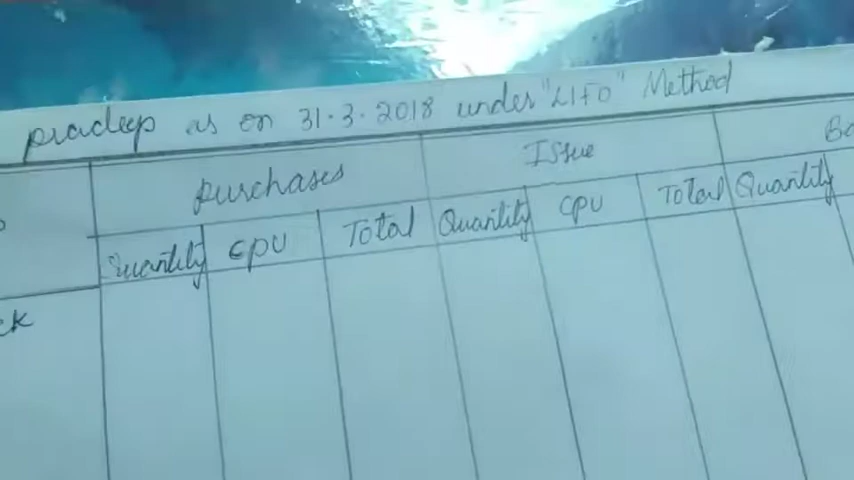 pradeep as on 31.3.2018 under "LIFO" Method
purchases Issue
Quantity CPU Total Quantity CPU Total Quantity